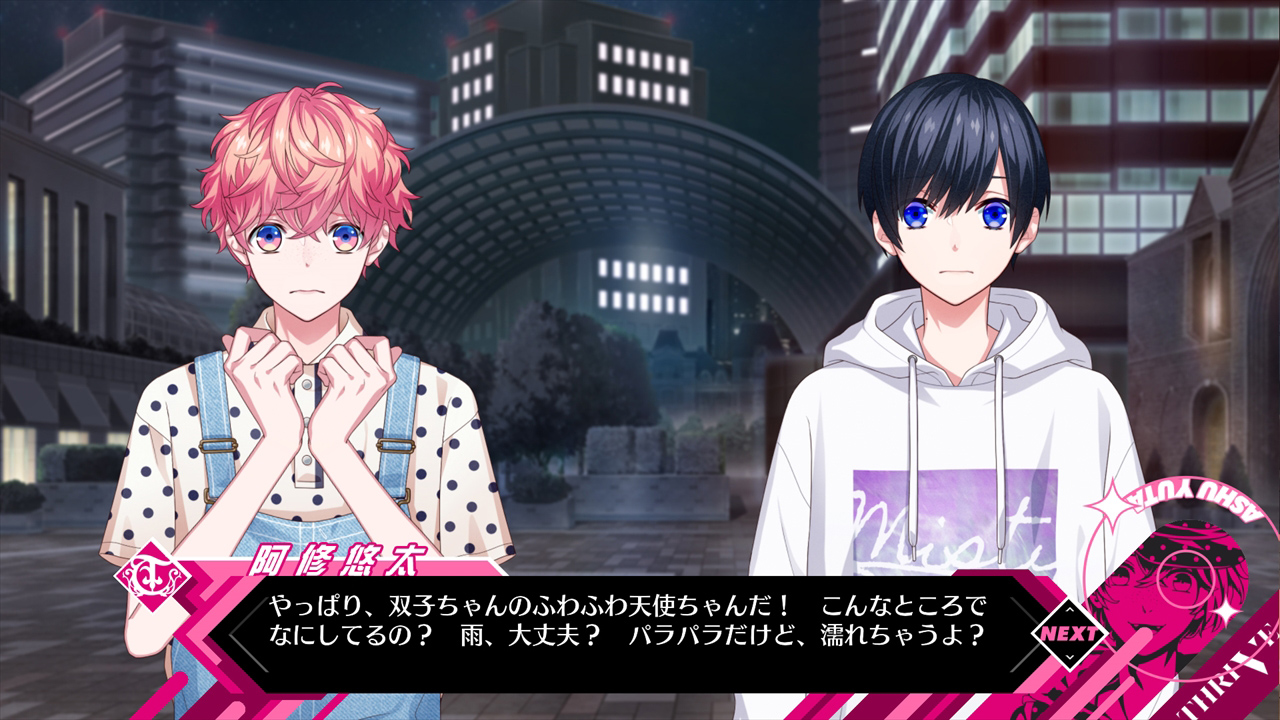 Misty
ASHU YUTA
阿修悠太
やっぱり、双子ちゃんのふわふわ天使ちゃんだ！　こんなところで
なにしてるの？　雨、大丈夫？　パラパラだけど、濡れちゃうよ？
NEXT
THRIVE